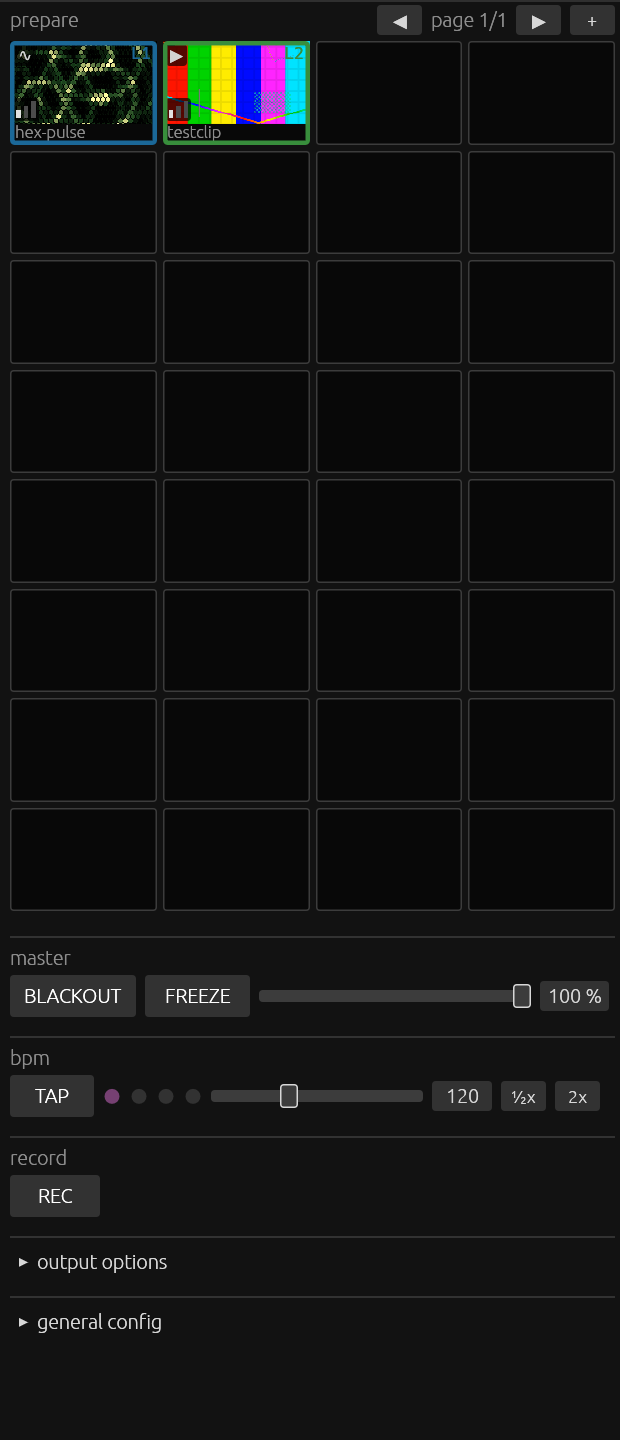 prepare
◀ page 1/1 ▶ +
L1
L2
hex-pulse
testclip
master
BLACKOUT FREEZE 100 %
bpm
TAP 120 ½x 2x
record
REC
▶ output options
▶ general config